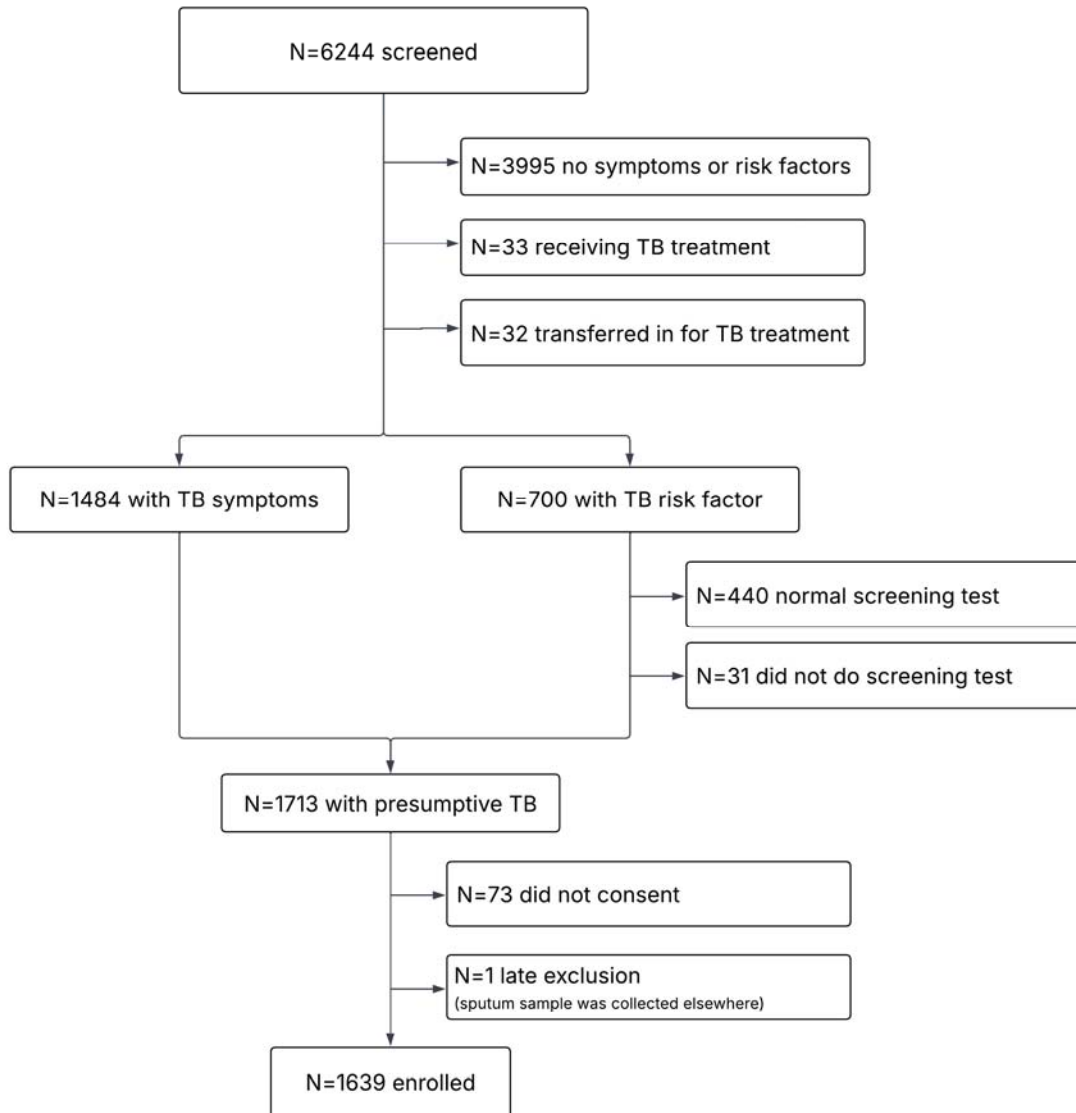 N=6244 screened
N=3995 no symptoms or risk factors
N=33 receiving TB treatment
N=32 transferred in for TB treatment
N=1484 with TB symptoms
N=700 with TB risk factor
N=440 normal screening test
N=31 did not do screening test
N=1713 with presumptive TB
N=73 did not consent
N=1 late exclusion
(sputum sample was collected elsewhere)
N=1639 enrolled